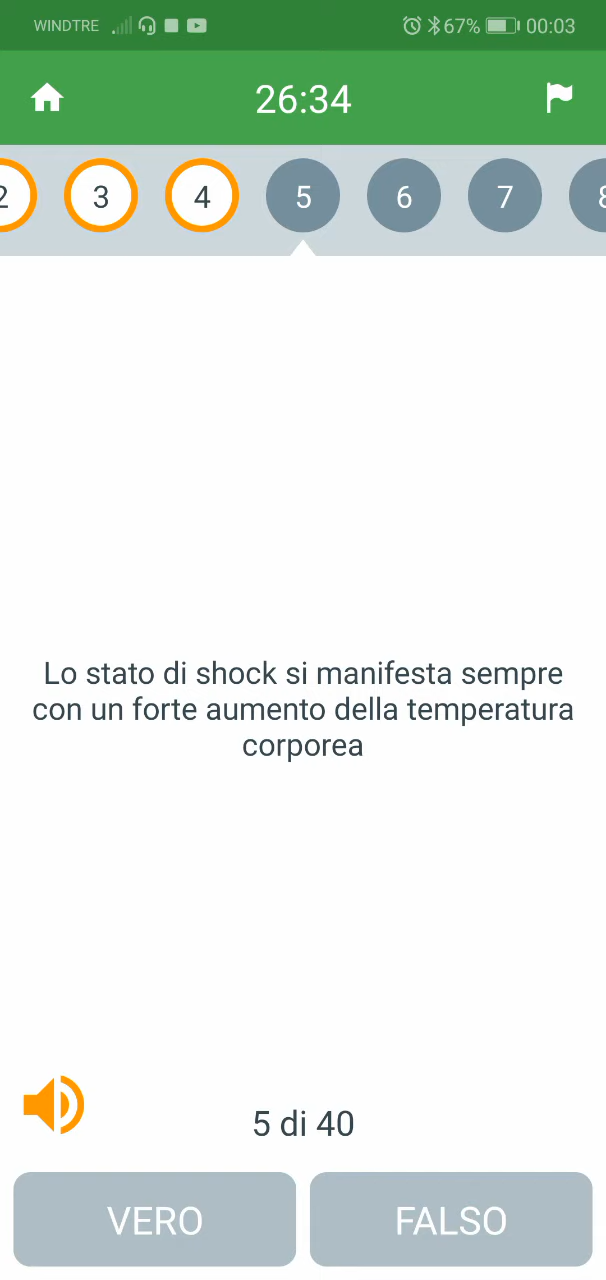 WINDTRE 67% 00:03
26:34
2 3 4 5 6 7 8
Lo stato di shock si manifesta sempre
con un forte aumento della temperatura
corporea
5 di 40
VERO FALSO